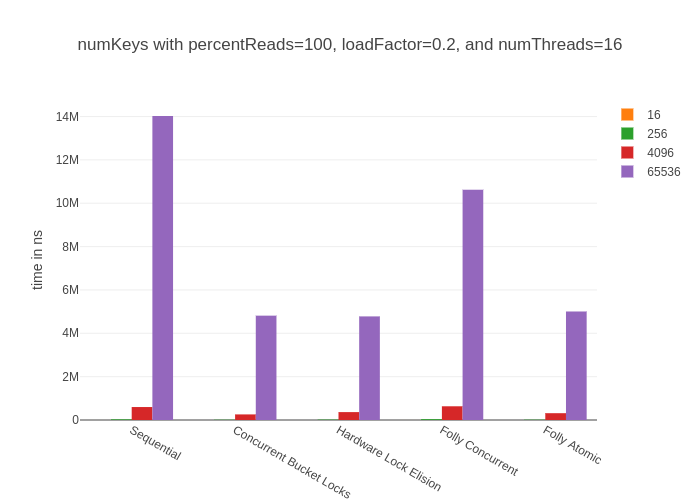 numKeys with percentReads=100, loadFactor=0.2, and numThreads=16
16
256
4096
65536
time in ns
14M
12M
10M
8M
6M
4M
2M
0
Sequential
Concurrent Bucket Locks
Hardware Lock Elision
Folly Concurrent
Folly Atomic